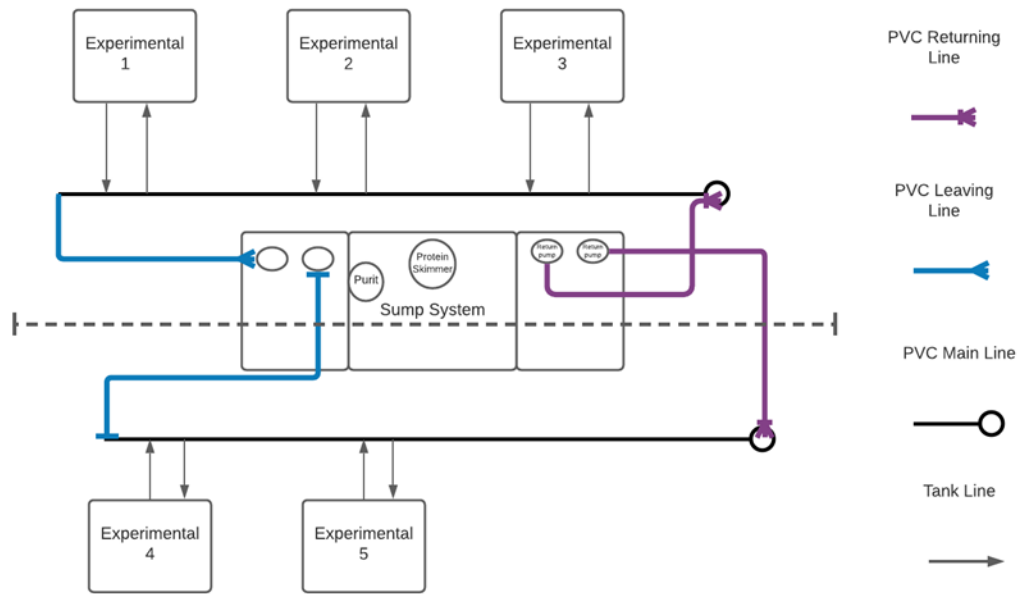 Experimental
1
Experimental
2
Experimental
3
PVC Returning
Line
PVC Leaving
Line
Return
pump
Return
pump
Protein
Skimmer
Purit
Sump System
PVC Main Line
Tank Line
Experimental
4
Experimental
5